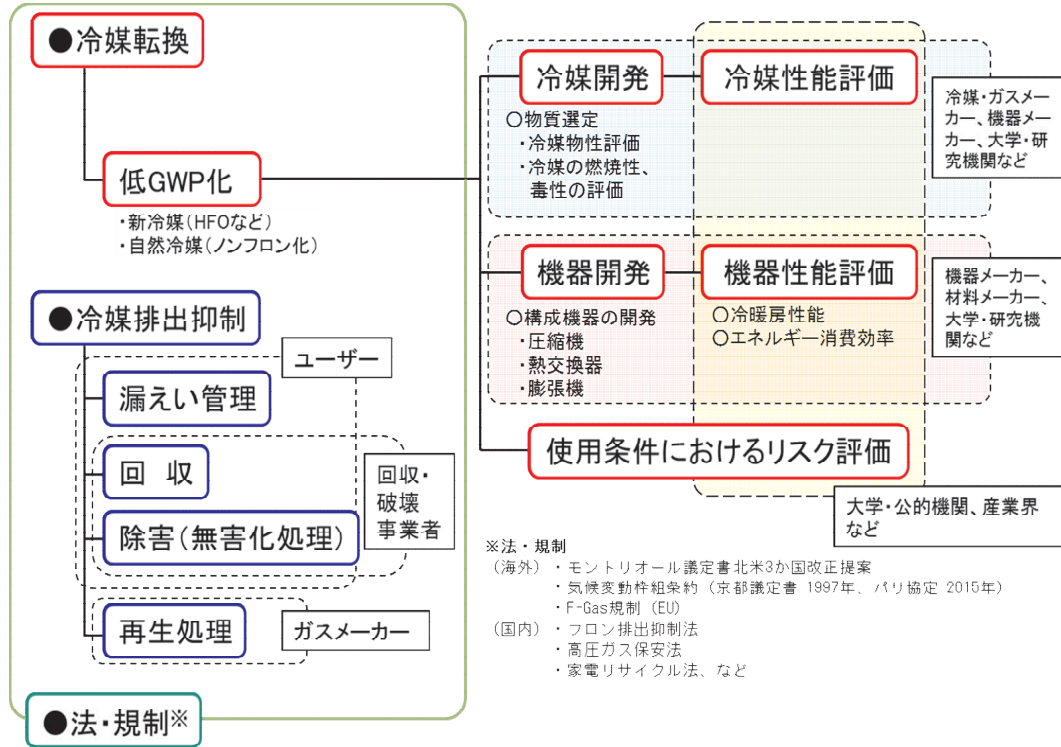 ●冷媒転換
低GWP化
・新冷媒(HFOなど)
・自然冷媒(ノンフロン化)
●冷媒排出抑制
ユーザー
漏えい管理
回 収
除害(無害化処理)
回収・
破壊
事業者
再生処理
ガスメーカー
●法・規制※
冷媒開発
冷媒性能評価
○物質選定
・冷媒物性評価
・冷媒の燃焼性、
毒性の評価
冷媒・ガスメー
カー、機器メー
カー、大学・研
究機関など
機器開発
機器性能評価
○構成機器の開発
・圧縮機
・熱交換器
・膨張機
○冷暖房性能
○エネルギー消費効率
機器メーカー、
材料メーカー、
大学・研究機
関など
使用条件におけるリスク評価
大学・公的機関、産業界
など
※法・規制
(海外)・モントリオール議定書北米3か国改正提案
・気候変動枠組条約(京都議定書 1997年、パリ協定 2015年)
・F-Gas規制(EU)
(国内)・フロン排出抑制法
・高圧ガス保安法
・家電リサイクル法、など